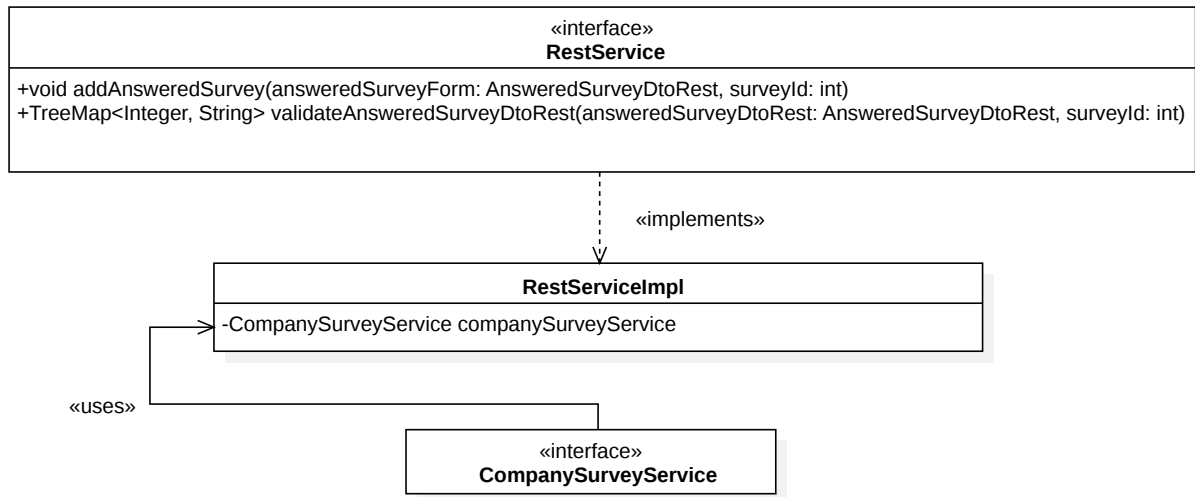 «interface»
RestService
+void addAnsweredSurvey(answeredSurveyForm: AnsweredSurveyDtoRest, surveyId: int)
+TreeMap<Integer, String> validateAnsweredSurveyDtoRest(answeredSurveyDtoRest: AnsweredSurveyDtoRest, surveyId: int)
«implements»
RestServiceImpl
-CompanySurveyService companySurveyService
«uses»
«interface»
CompanySurveyService